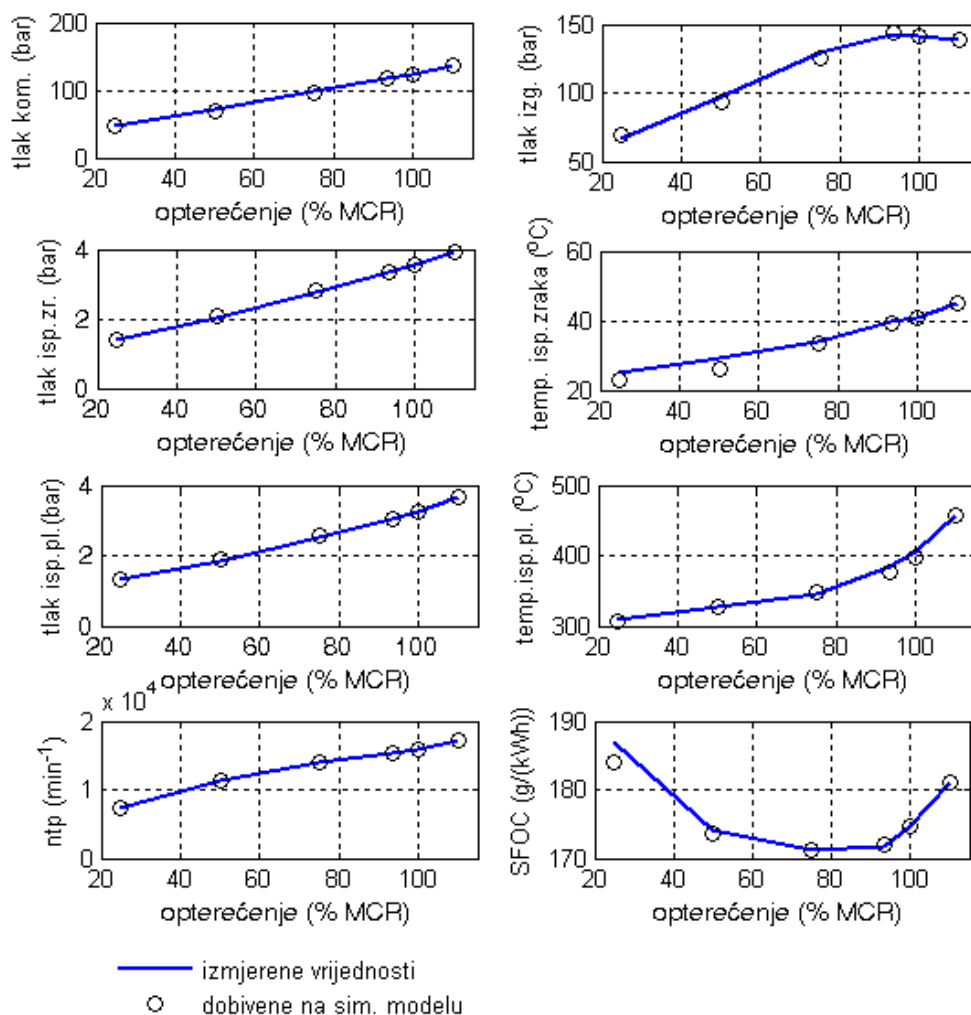 200
100
0
tlak kom. (bar)
20 40 60 80 100
opterećenje (% MCR)
150
100
50
tlak izg. (bar)
20 40 60 80 100
opterećenje (% MCR)
4
2
0
tlak isp.zr. (bar)
20 40 60 80 100
opterećenje (% MCR)
60
40
20
temp. isp.zraka (ºC)
20 40 60 80 100
opterećenje (% MCR)
4
2
0
tlak isp.pl. (bar)
20 40 60 80 100
opterećenje (% MCR)
500
400
300
temp.isp.pl. (ºC)
20 40 60 80 100
opterećenje (% MCR)
x 10⁴
2
1
0
ntp (min⁻¹)
20 40 60 80 100
opterećenje (% MCR)
190
180
170
SFOC (g/(kWh))
20 40 60 80 100
opterećenje (% MCR)
izmjerene vrijednosti
dobivene na sim. modelu